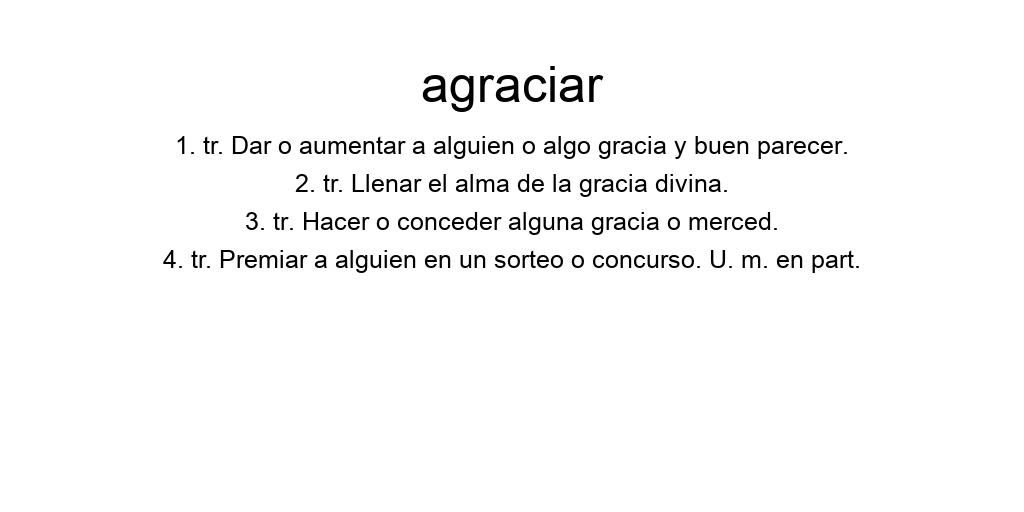 agraciar
1. tr. Dar o aumentar a alguien o algo gracia y buen parecer.
2. tr. Llenar el alma de la gracia divina.
3. tr. Hacer o conceder alguna gracia o merced.
4. tr. Premiar a alguien en un sorteo o concurso. U. m. en part.